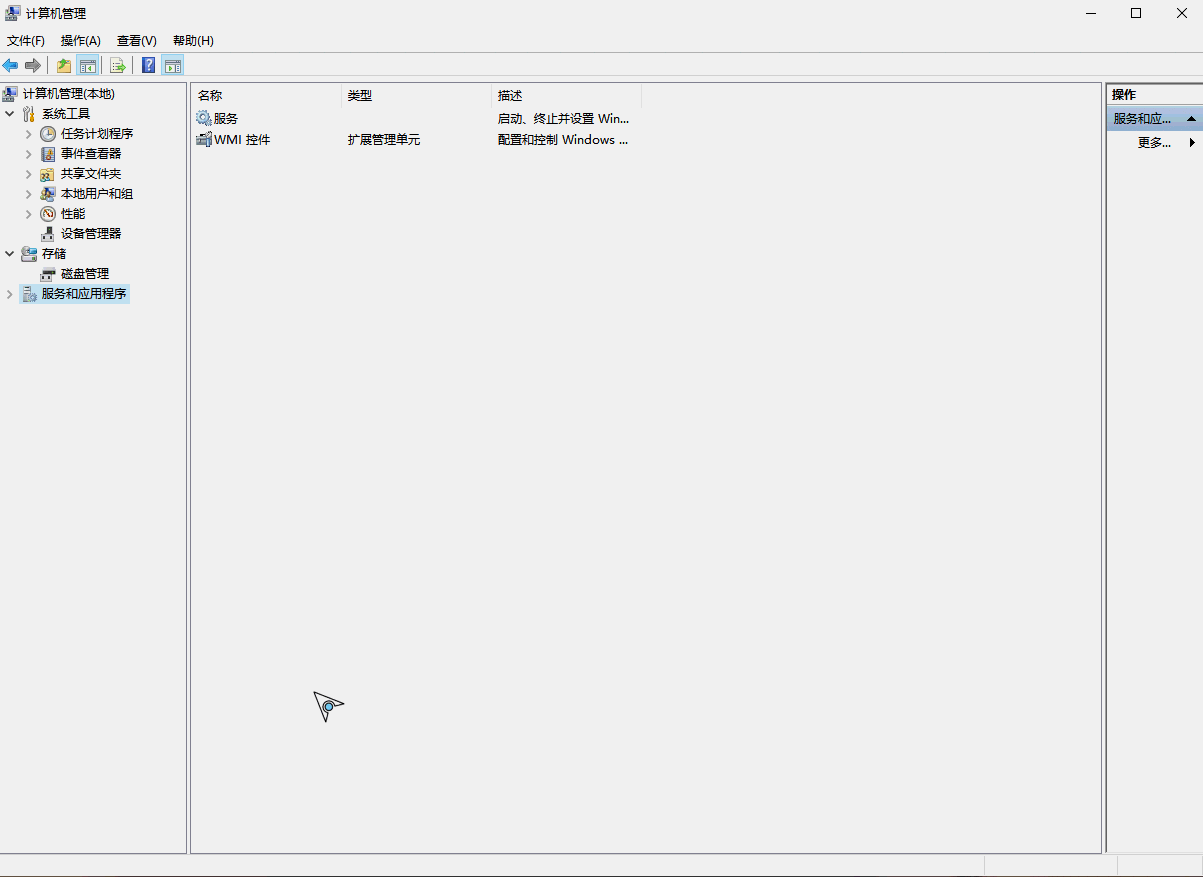 计算机管理
文件(F) 操作(A) 查看(V) 帮助(H)
计算机管理(本地)
系统工具
任务计划程序
事件查看器
共享文件夹
本地用户和组
性能
设备管理器
存储
磁盘管理
服务和应用程序
名称 类型 描述
服务 启动、终止并设置 Win...
WMI 控件 扩展管理单元 配置和控制 Windows ...
操作
服务和应...
更多...